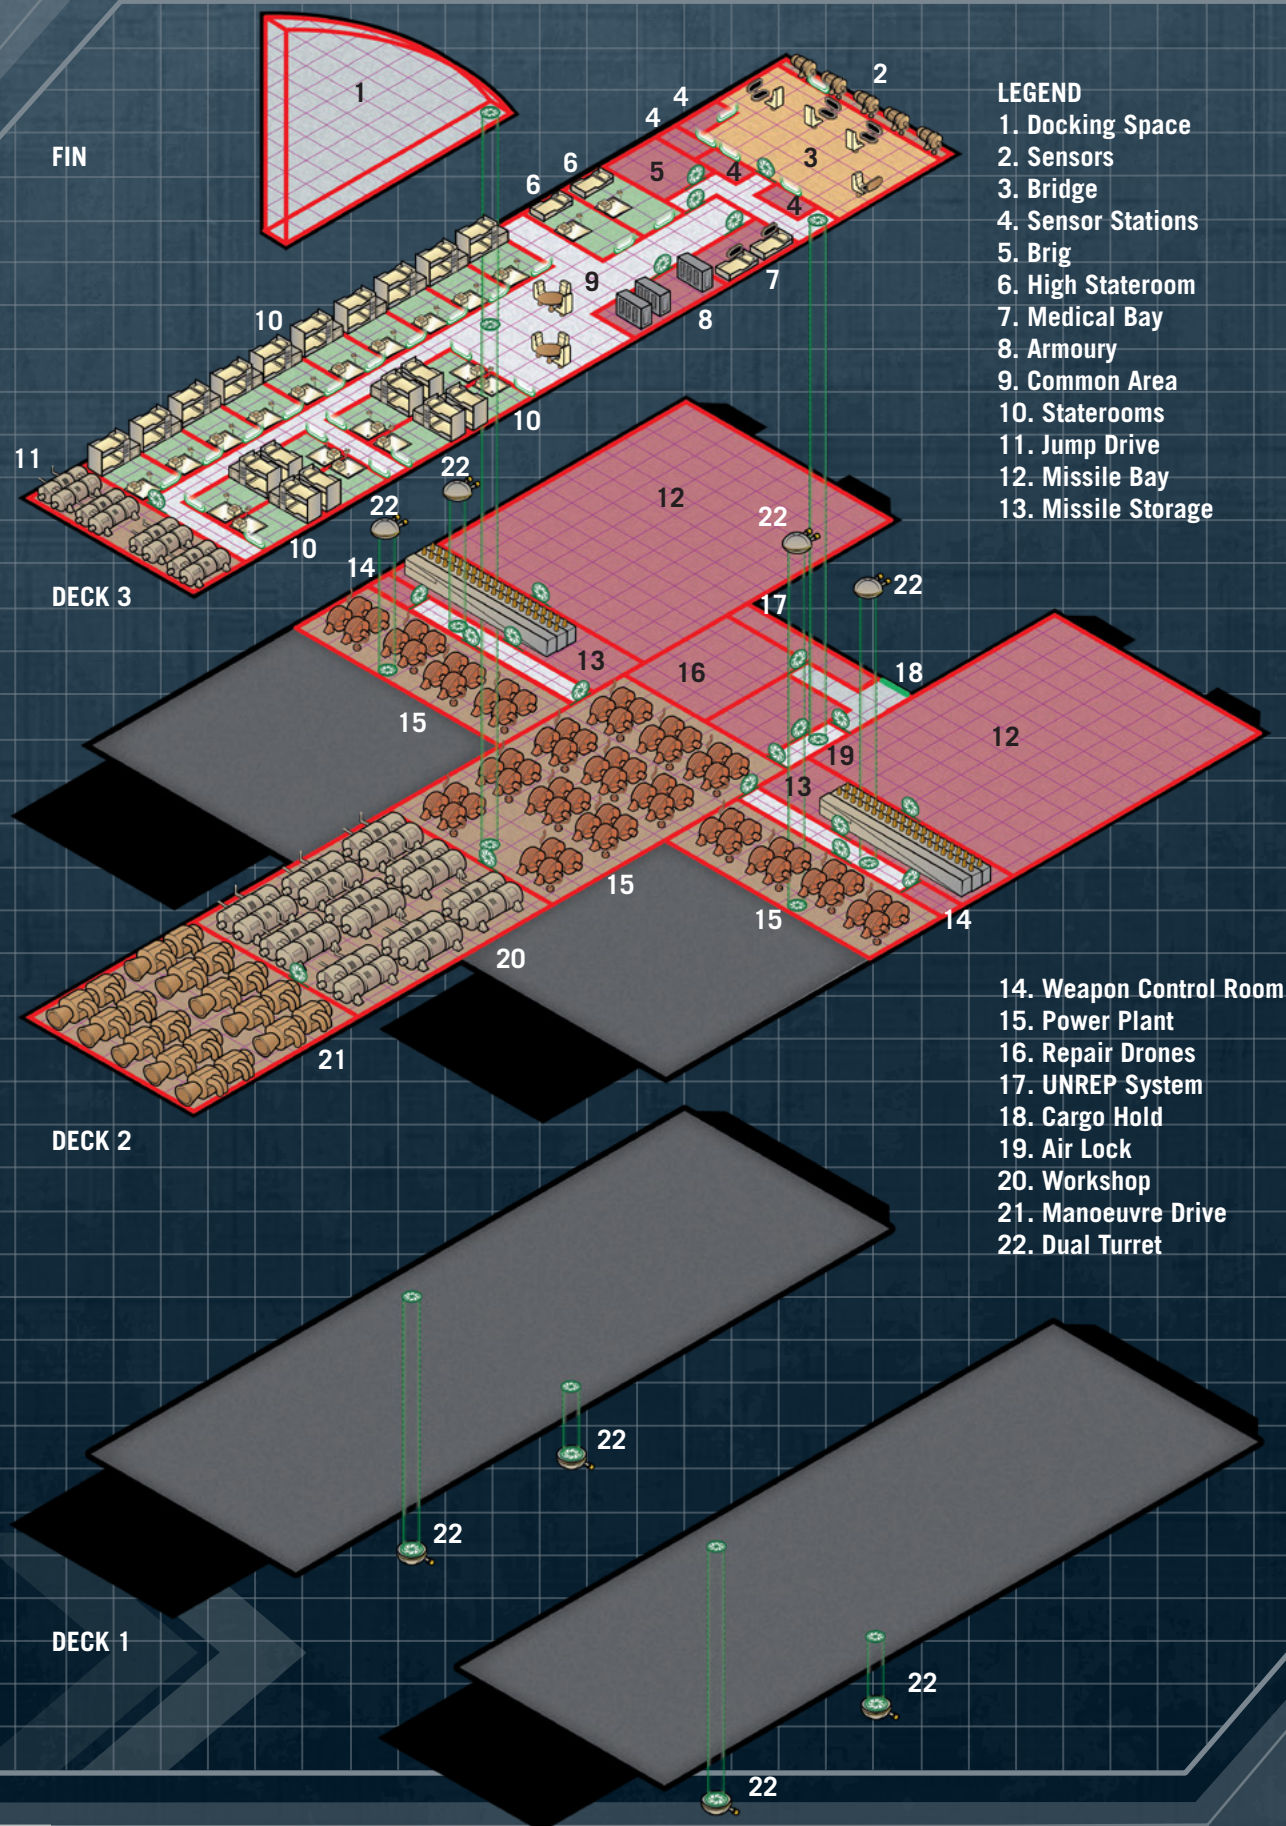 1
2
LEGEND
1. Docking Space
2. Sensors
3. Bridge
4. Sensor Stations
5. Brig
6. High Stateroom
7. Medical Bay
8. Armoury
9. Common Area
10. Staterooms
11. Jump Drive
12. Missile Bay
13. Missile Storage
FIN
4
4
3
6
5
4
6
4
9
7
10
8
10
11
22
12
22
22
10
14
22
DECK 3
17
13
16
18
15
12
19
13
15
15
14
20
14. Weapon Control Room
15. Power Plant
16. Repair Drones
17. UNREP System
18. Cargo Hold
19. Air Lock
20. Workshop
21. Manoeuvre Drive
22. Dual Turret
21
DECK 2
22
22
DECK 1
22
22